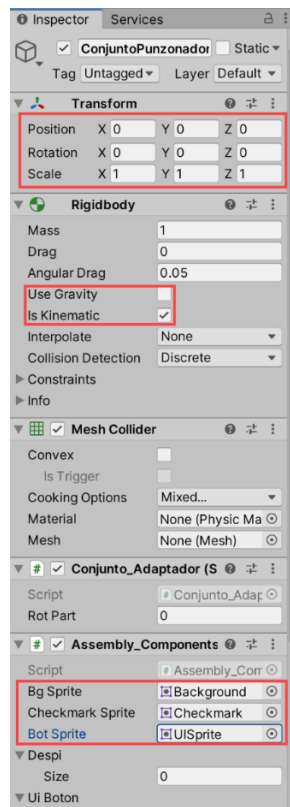 Inspector Services
ConjuntoPunzonador Static
Tag Untagged Layer Default
Transform
Position X 0 Y 0 Z 0
Rotation X 0 Y 0 Z 0
Scale X 1 Y 1 Z 1
Rigidbody
Mass 1
Drag 0
Angular Drag 0.05
Use Gravity
Is Kinematic
Interpolate None
Collision Detection Discrete
Constraints
Info
Mesh Collider
Convex
Is Trigger
Cooking Options Mixed...
Material None (Physic Ma
Mesh None (Mesh)
# Conjunto_Adaptador (S
Script # Conjunto_Adap
Rot Part 0
# Assembly_Components
Script # Assembly_Com
Bg Sprite Background
Checkmark Sprite Checkmark
Bot Sprite UISprite
Despi
Size 0
Ui Boton